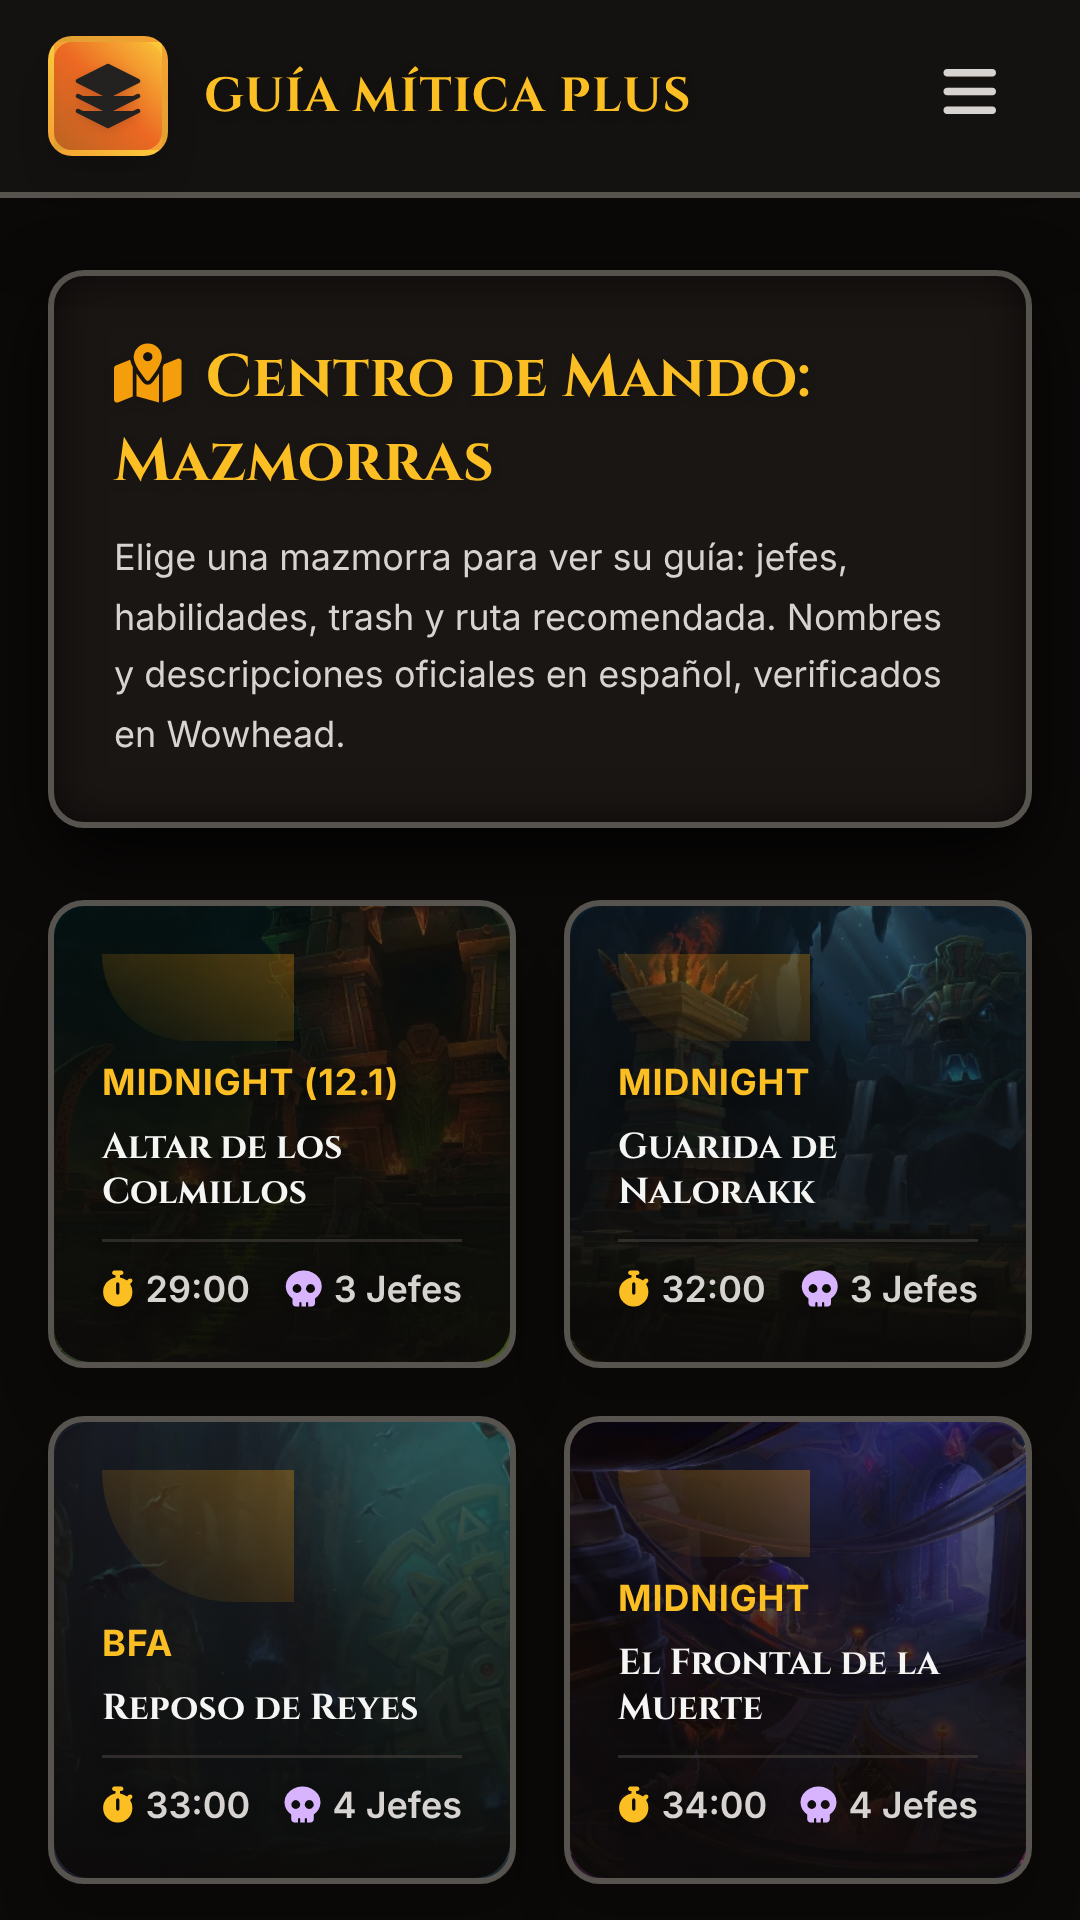 GUÍA MÍTICA PLUS
Centro de Mando:
Mazmorras
Elige una mazmorra para ver su guía: jefes,
habilidades, trash y ruta recomendada. Nombres
y descripciones oficiales en español, verificados
en Wowhead.
MIDNIGHT (12.1)
Altar de los
Colmillos
29:00 3 Jefes
MIDNIGHT
Guarida de
Nalorakk
32:00 3 Jefes
BFA
Reposo de Reyes
33:00 4 Jefes
MIDNIGHT
El Frontal de la
Muerte
34:00 4 Jefes